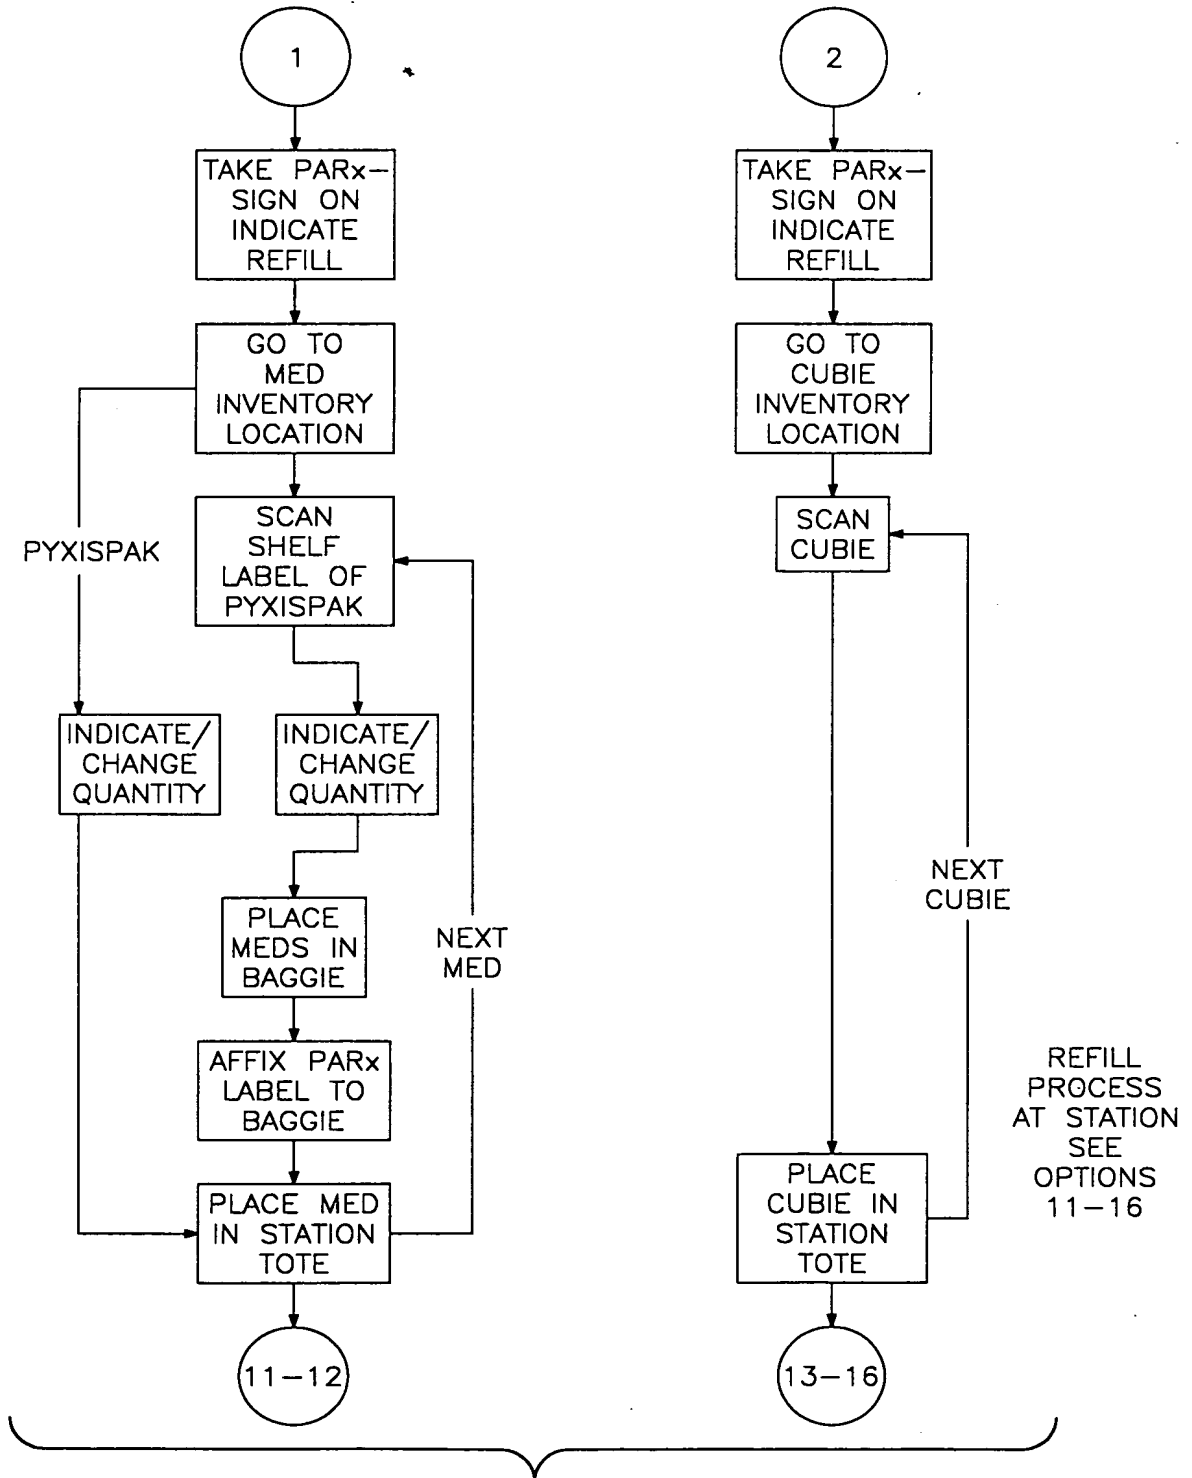 1
TAKE PARx-
SIGN ON
INDICATE
REFILL
GO TO
MED
INVENTORY
LOCATION
PYXISPAK
SCAN
SHELF
LABEL OF
PYXISPAK
INDICATE/
CHANGE
QUANTITY
INDICATE/
CHANGE
QUANTITY
PLACE
MEDS IN
BAGGIE
NEXT
MED
AFFIX PARx
LABEL TO
BAGGIE
PLACE MED
IN STATION
TOTE
11-12
2
TAKE PARx-
SIGN ON
INDICATE
REFILL
GO TO
CUBIE
INVENTORY
LOCATION
SCAN
CUBIE
NEXT
CUBIE
PLACE
CUBIE IN
STATION
TOTE
13-16
REFILL
PROCESS
AT STATION
SEE
OPTIONS
11-16